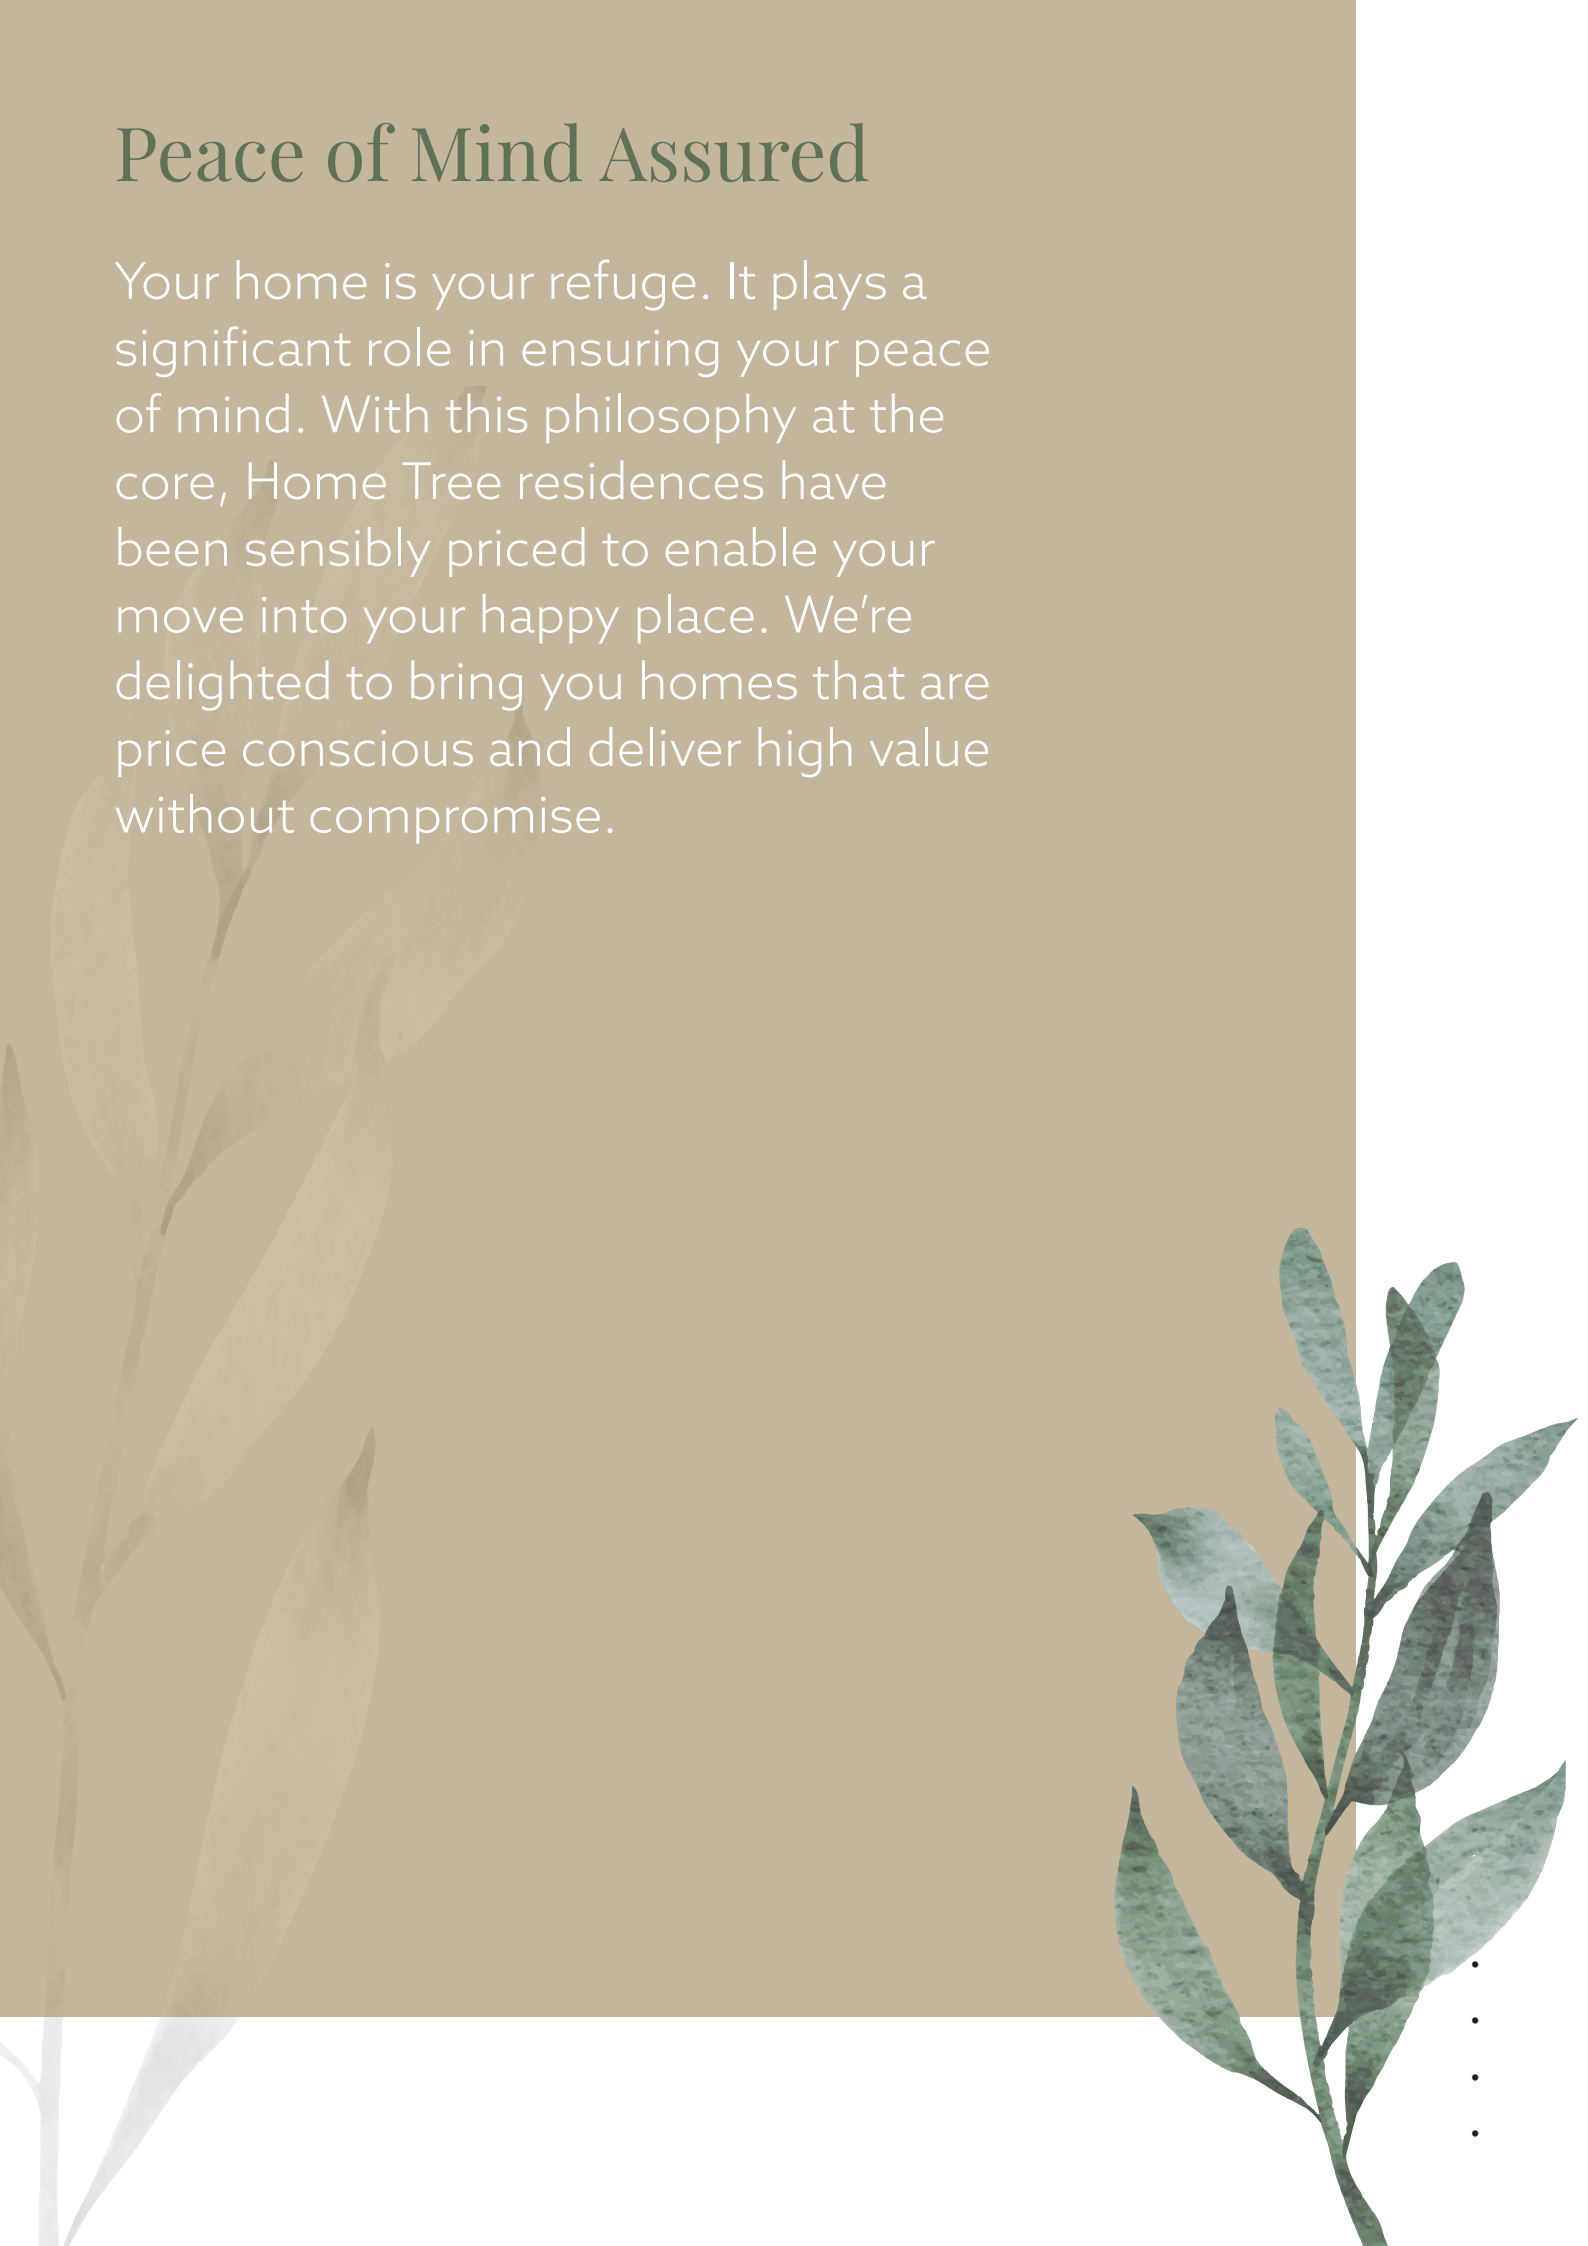 Peace of Mind Assured
Your home is your refuge. It plays a
significant role in ensuring your peace
of mind. With this philosophy at the
core, Home Tree residences have
been sensibly priced to enable your
move into your happy place. We’re
delighted to bring you homes that are
price conscious and deliver high value
without compromise.